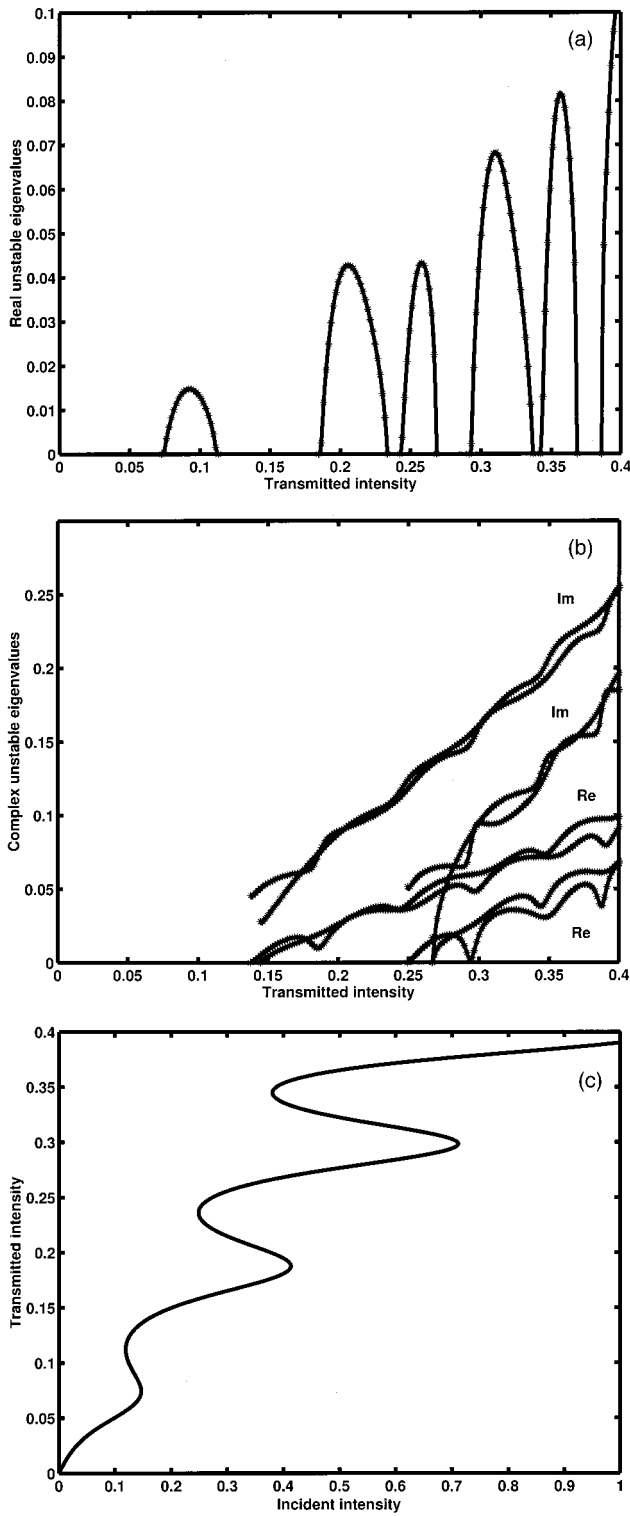 0.1
0.09
0.08
0.07
0.06
0.05
0.04
0.03
0.02
0.01
0
Real unstable eigenvalues
(a)
0 0.05 0.1 0.15 0.2 0.25 0.3 0.35 0.4
Transmitted intensity
0.25
0.2
0.15
0.1
0.05
0
Complex unstable eigenvalues
(b)
Im
Im
Re
Re
0 0.05 0.1 0.15 0.2 0.25 0.3 0.35 0.4
Transmitted intensity
0.4
0.35
0.3
0.25
0.2
0.15
0.1
0.05
0
Transmitted intensity
(c)
0 0.1 0.2 0.3 0.4 0.5 0.6 0.7 0.8 0.9 1
Incident intensity